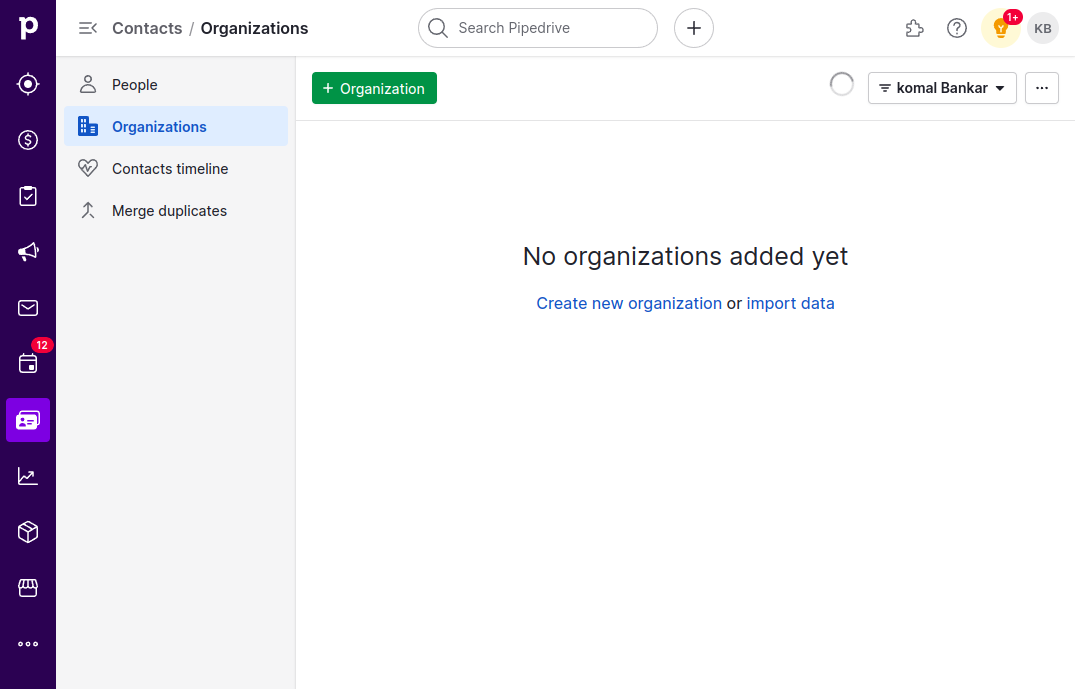 Contacts / Organizations
Search Pipedrive
1+
KB
People
Organizations
Contacts timeline
Merge duplicates
12
+ Organization
komal Bankar
...
No organizations added yet
Create new organization or import data